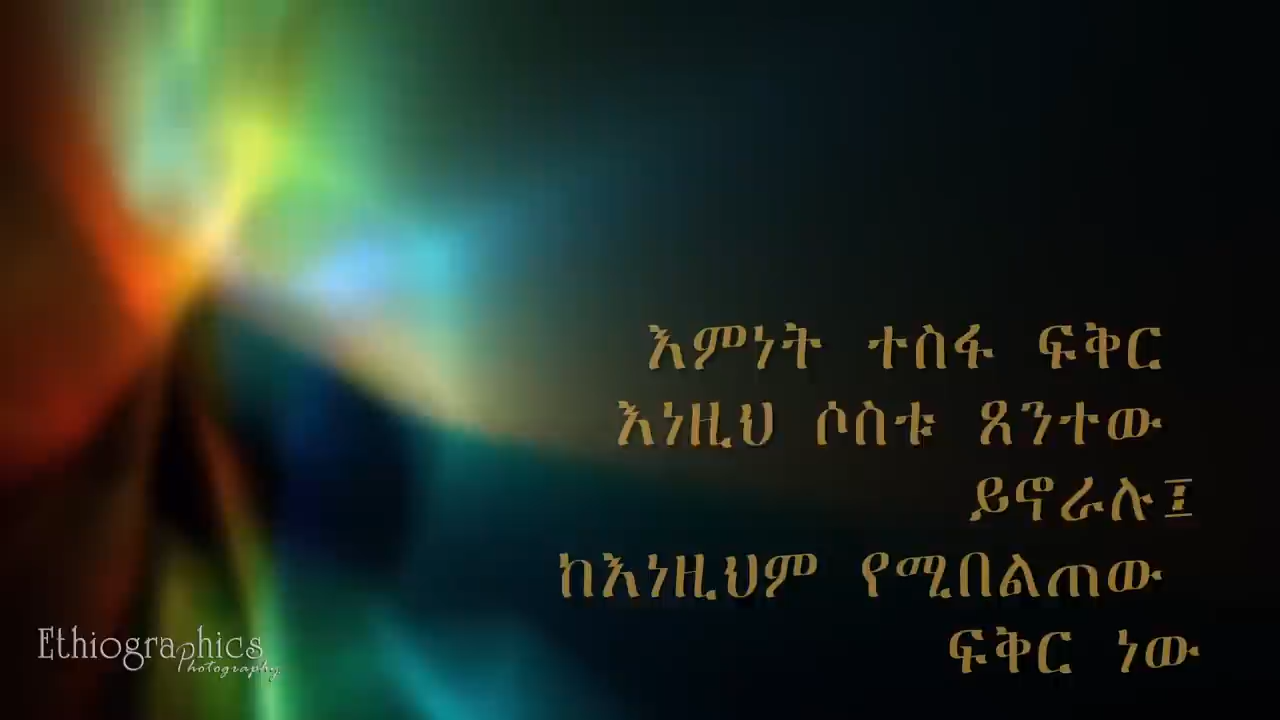 እምነት ተስፋ ፍቅር
እነዚህ ሶስቱ ጸንተው
ይኖራሉ፤
ከእነዚህም የሚበልጠው
ፍቅር ነው
Ethiographics
Photography